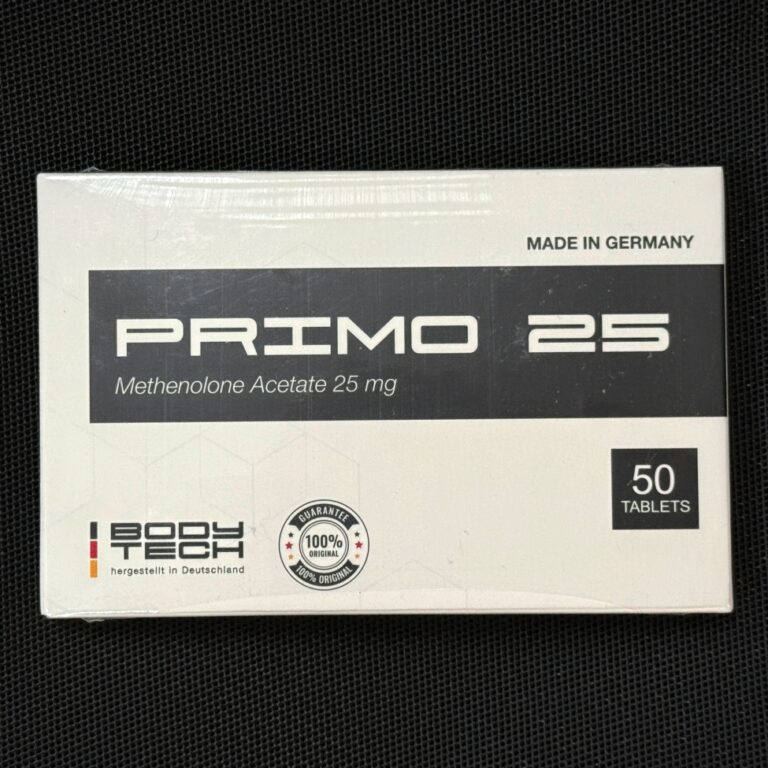 MADE IN GERMANY
PRIMO 25
Methenolone Acetate 25 mg
50
TABLETS
BODY
TECH
hergestellt in Deutschland
GUARANTEE
100%
ORIGINAL
100% ORIGINAL